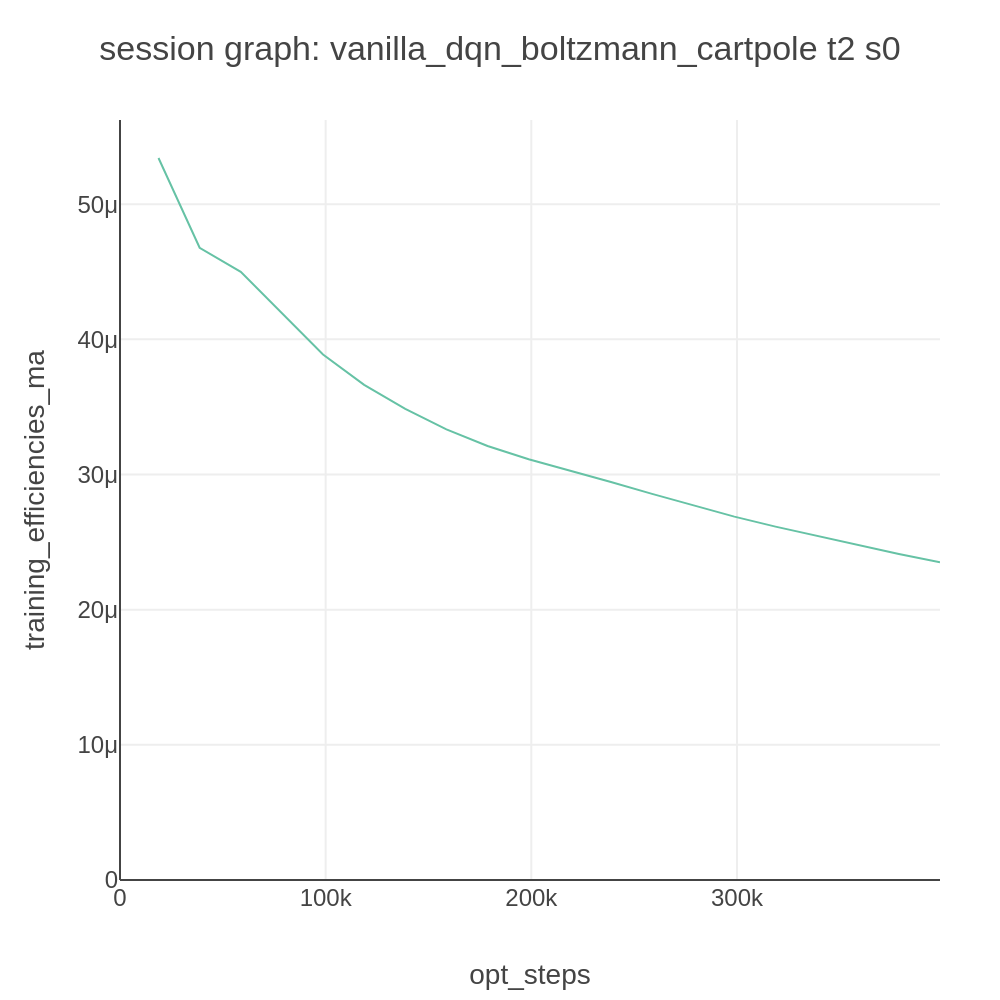 session graph: vanilla_dqn_boltzmann_cartpole t2 s0
training_efficiencies_ma
50μ
40μ
30μ
20μ
10μ
0
0
100k
200k
300k
opt_steps